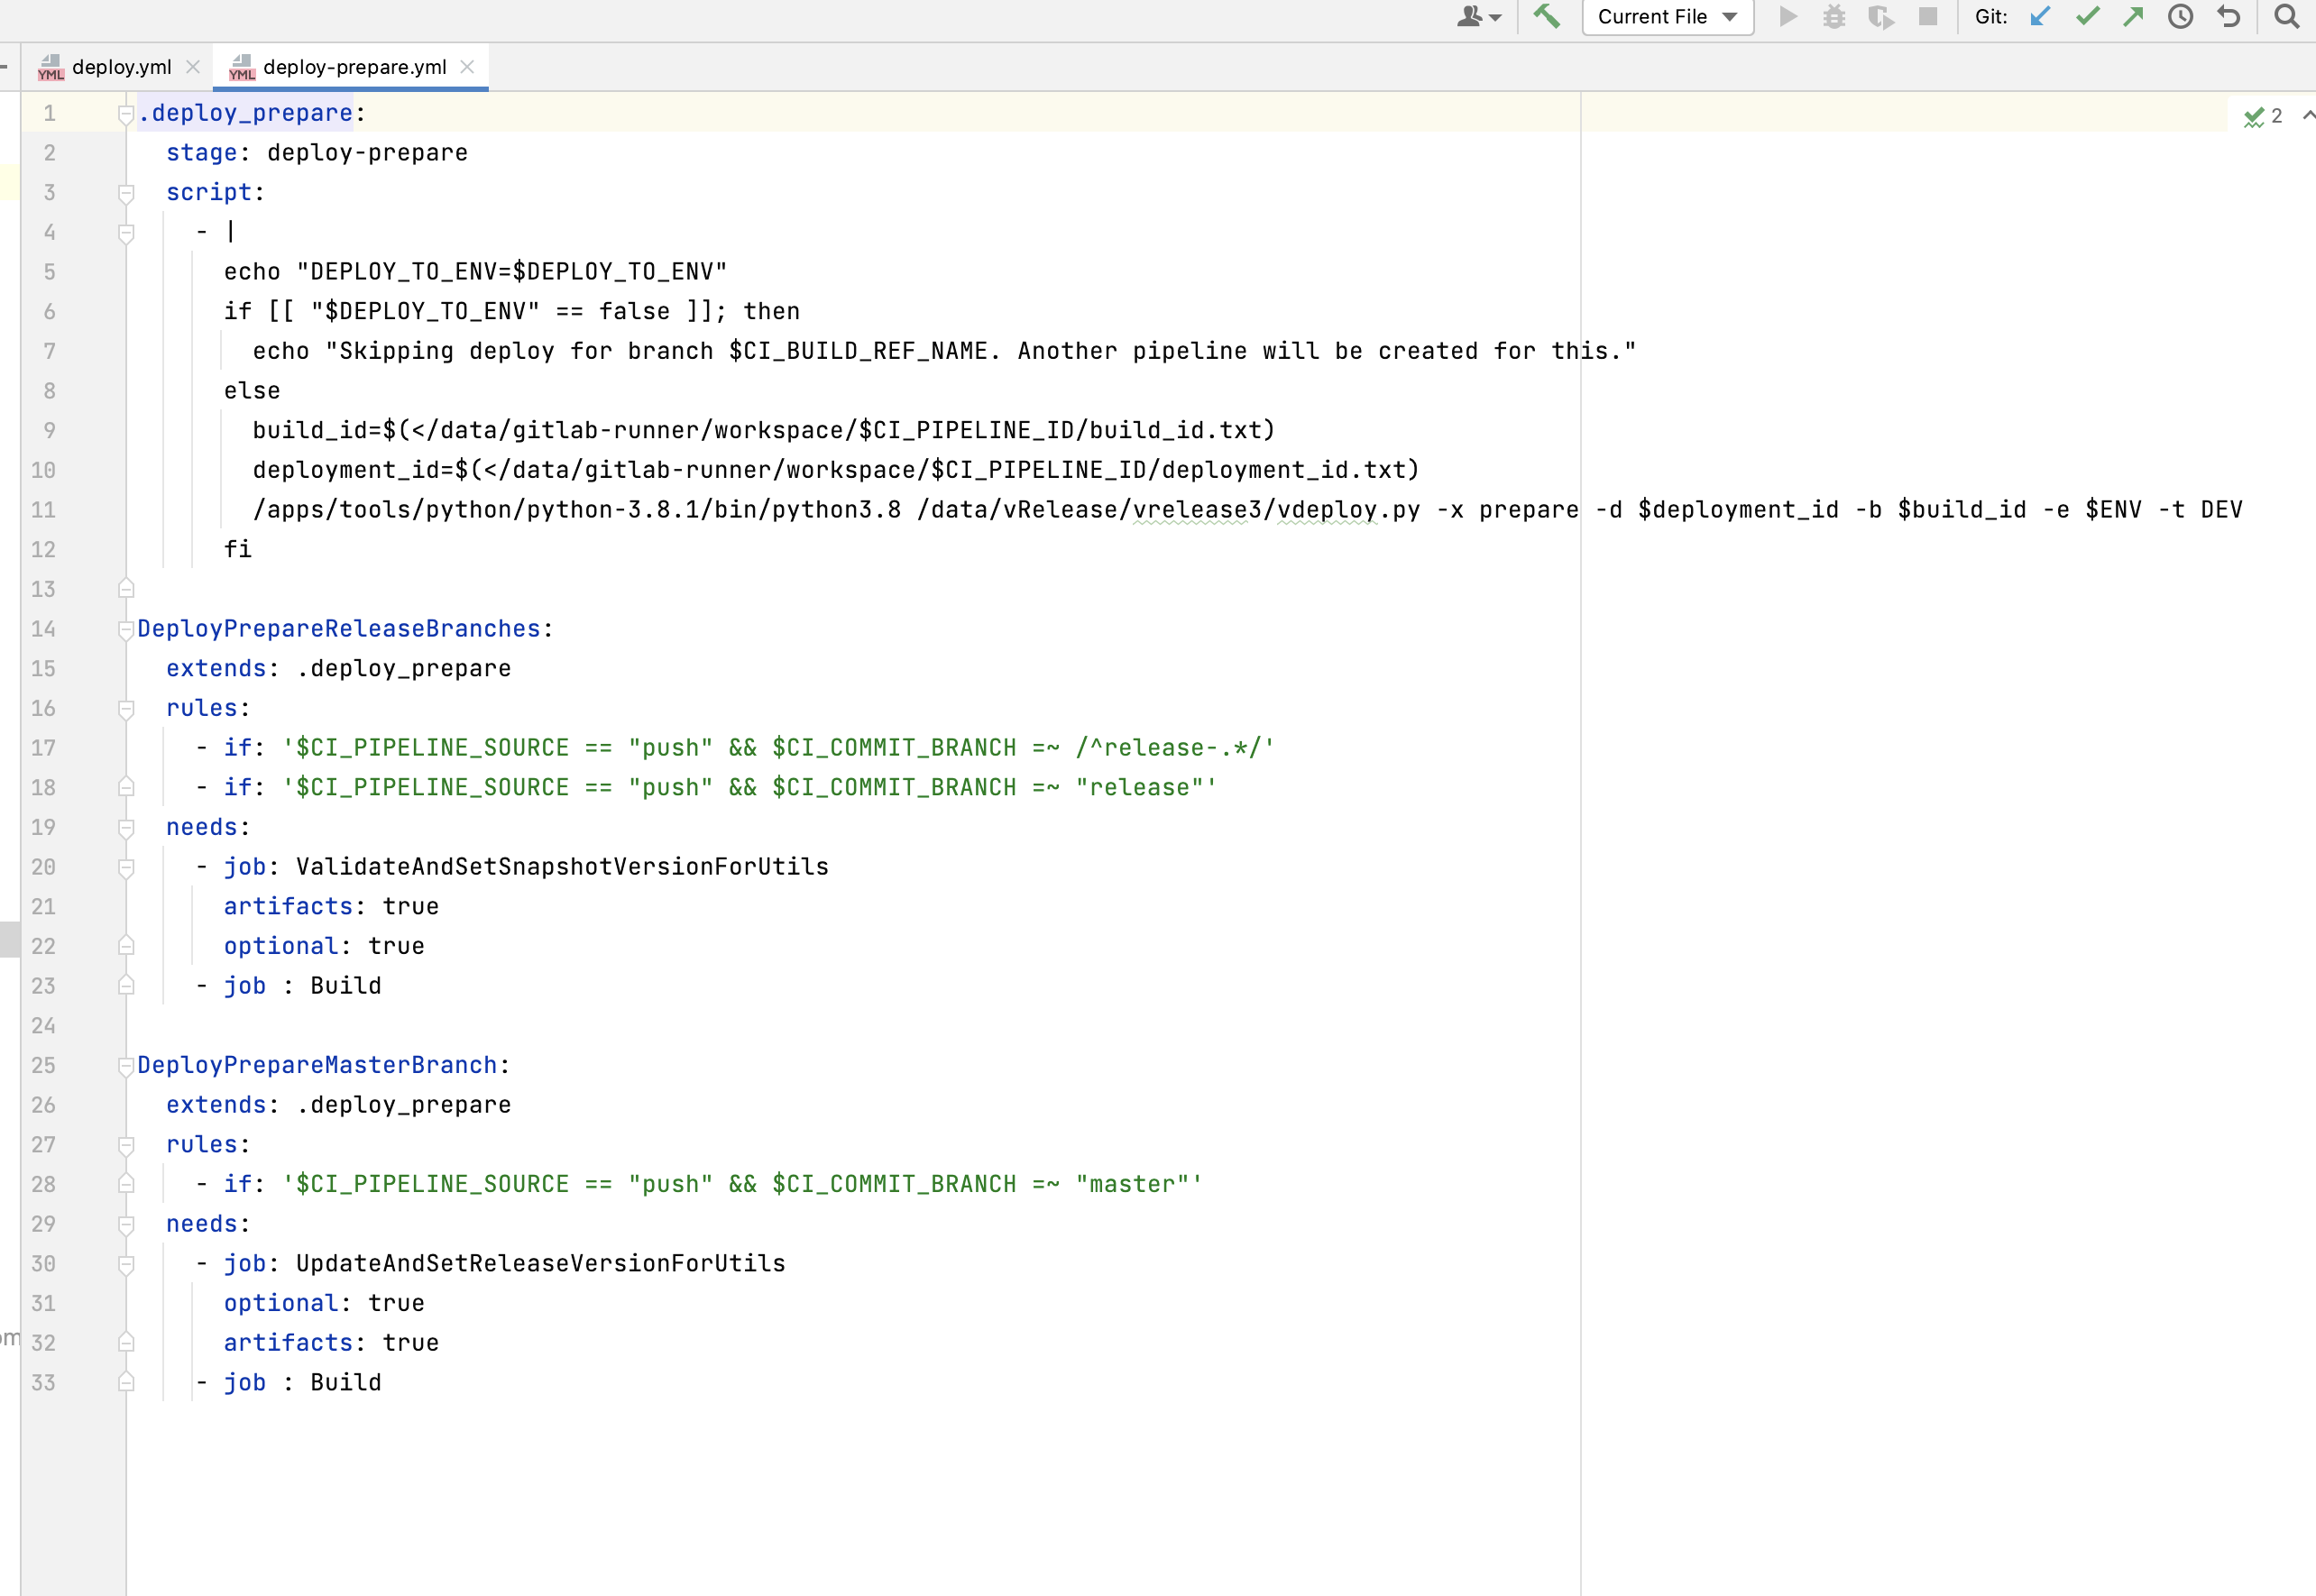 Current File
Git:
deploy.yml
deploy-prepare.yml
2
1 .deploy_prepare:
2   stage: deploy-prepare
3   script:
4     - |
5       echo "DEPLOY_TO_ENV=$DEPLOY_TO_ENV"
6       if [[ "$DEPLOY_TO_ENV" == false ]]; then
7         echo "Skipping deploy for branch $CI_BUILD_REF_NAME. Another pipeline will be created for this."
8       else
9         build_id=$(</data/gitlab-runner/workspace/$CI_PIPELINE_ID/build_id.txt)
10         deployment_id=$(</data/gitlab-runner/workspace/$CI_PIPELINE_ID/deployment_id.txt)
11         /apps/tools/python/python-3.8.1/bin/python3.8 /data/vRelease/vrelease3/vdeploy.py -x prepare -d $deployment_id -b $build_id -e $ENV -t DEV
12       fi
13
14 DeployPrepareReleaseBranches:
15   extends: .deploy_prepare
16   rules:
17     - if: '$CI_PIPELINE_SOURCE == "push" && $CI_COMMIT_BRANCH =~ /^release-.*/'
18     - if: '$CI_PIPELINE_SOURCE == "push" && $CI_COMMIT_BRANCH =~ "release"'
19   needs:
20     - job: ValidateAndSetSnapshotVersionForUtils
21       artifacts: true
22       optional: true
23     - job : Build
24
25 DeployPrepareMasterBranch:
26   extends: .deploy_prepare
27   rules:
28     - if: '$CI_PIPELINE_SOURCE == "push" && $CI_COMMIT_BRANCH =~ "master"'
29   needs:
30     - job: UpdateAndSetReleaseVersionForUtils
31       optional: true
32       artifacts: true
33     - job : Build